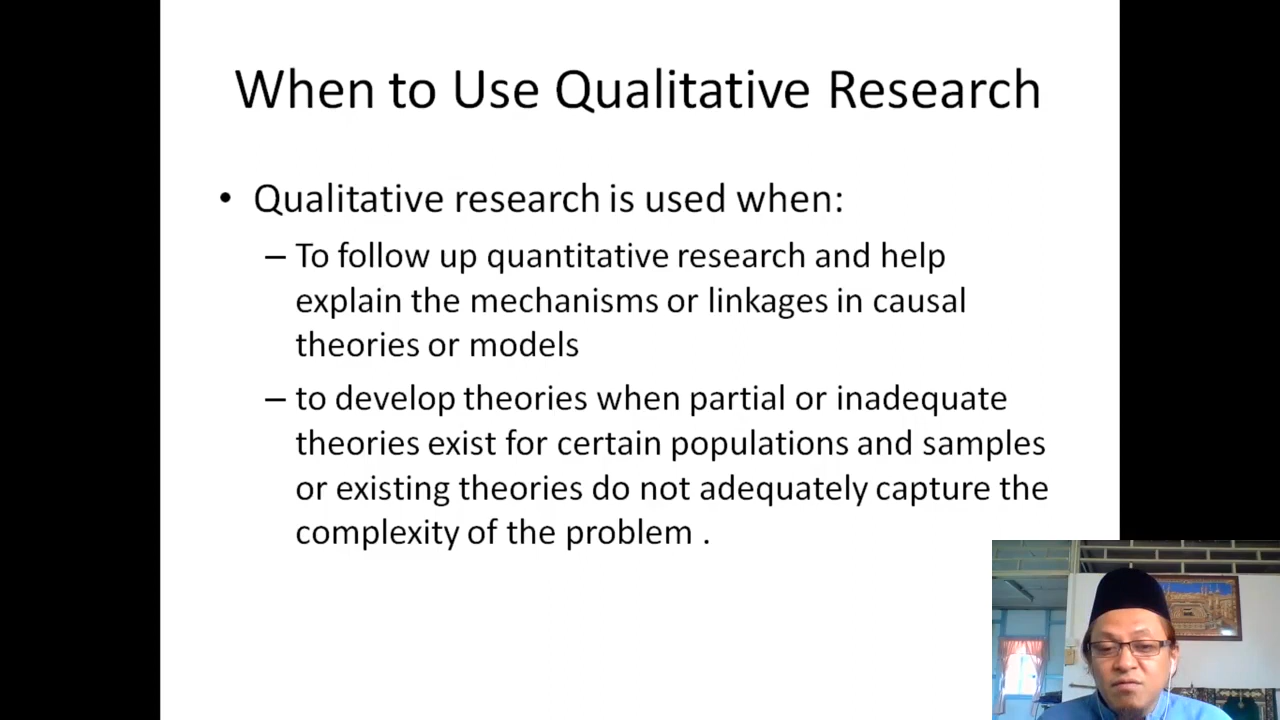 When to Use Qualitative Research
• Qualitative research is used when:
– To follow up quantitative research and help
explain the mechanisms or linkages in causal
theories or models
– to develop theories when partial or inadequate
theories exist for certain populations and samples
or existing theories do not adequately capture the
complexity of the problem .